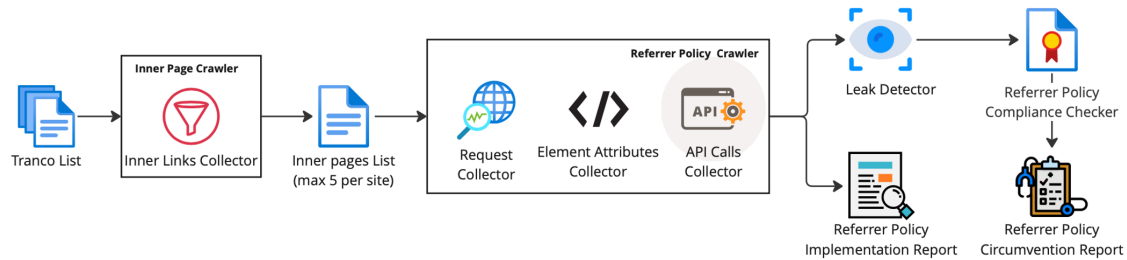 Tranco List
Inner Page Crawler
Inner Links Collector
Inner pages List
(max 5 per site)
Referrer Policy Crawler
Request
Collector
Element Attributes
Collector
API
API Calls
Collector
Leak Detector
Referrer Policy
Compliance Checker
Referrer Policy
Implementation Report
Referrer Policy
Circumvention Report